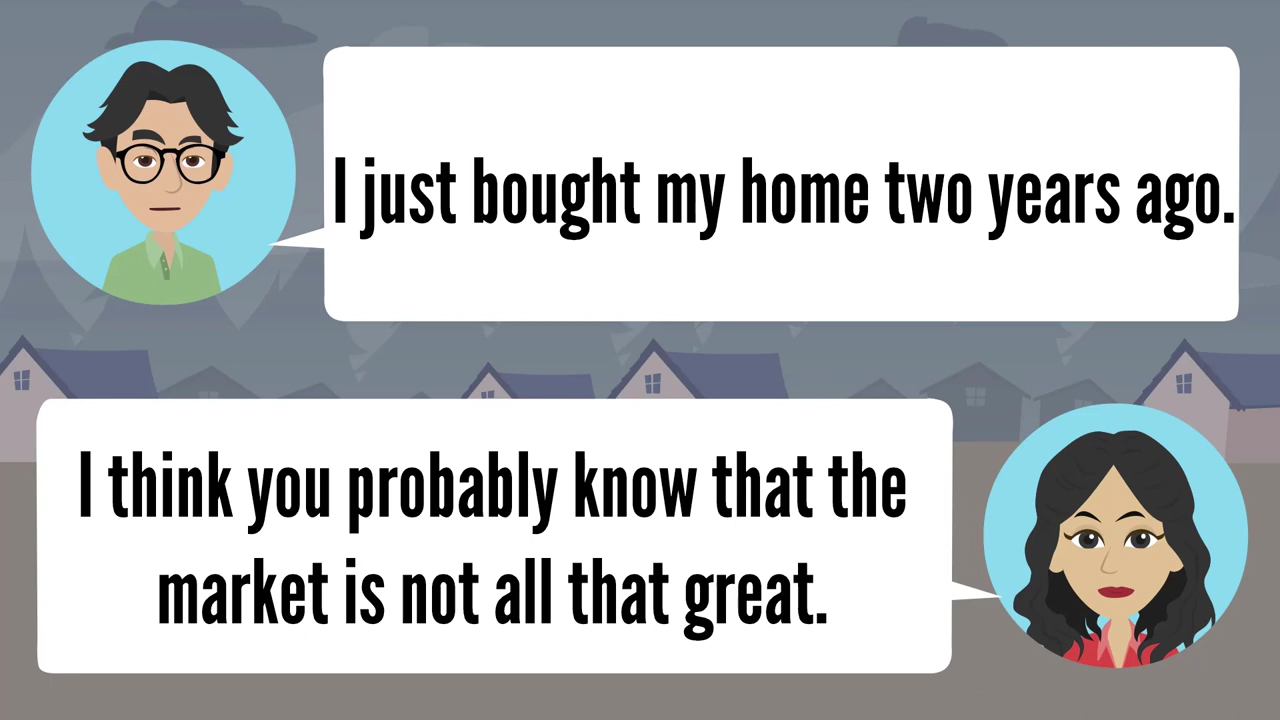 I just bought my home two years ago.
I think you probably know that the
market is not all that great.